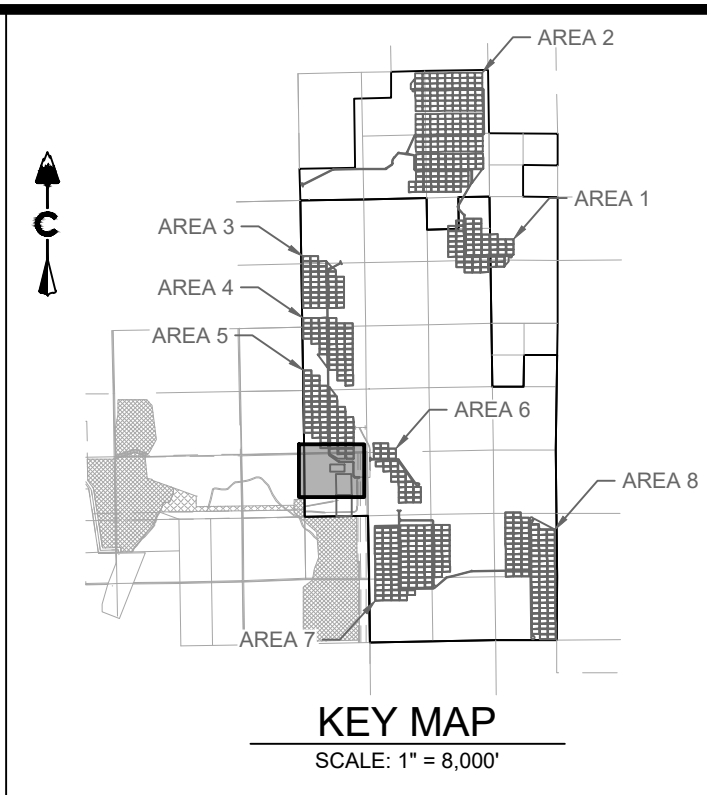 AREA 2
AREA 1
AREA 3
AREA 4
AREA 5
AREA 6
AREA 8
AREA 7
KEY MAP
SCALE: 1" = 8,000'